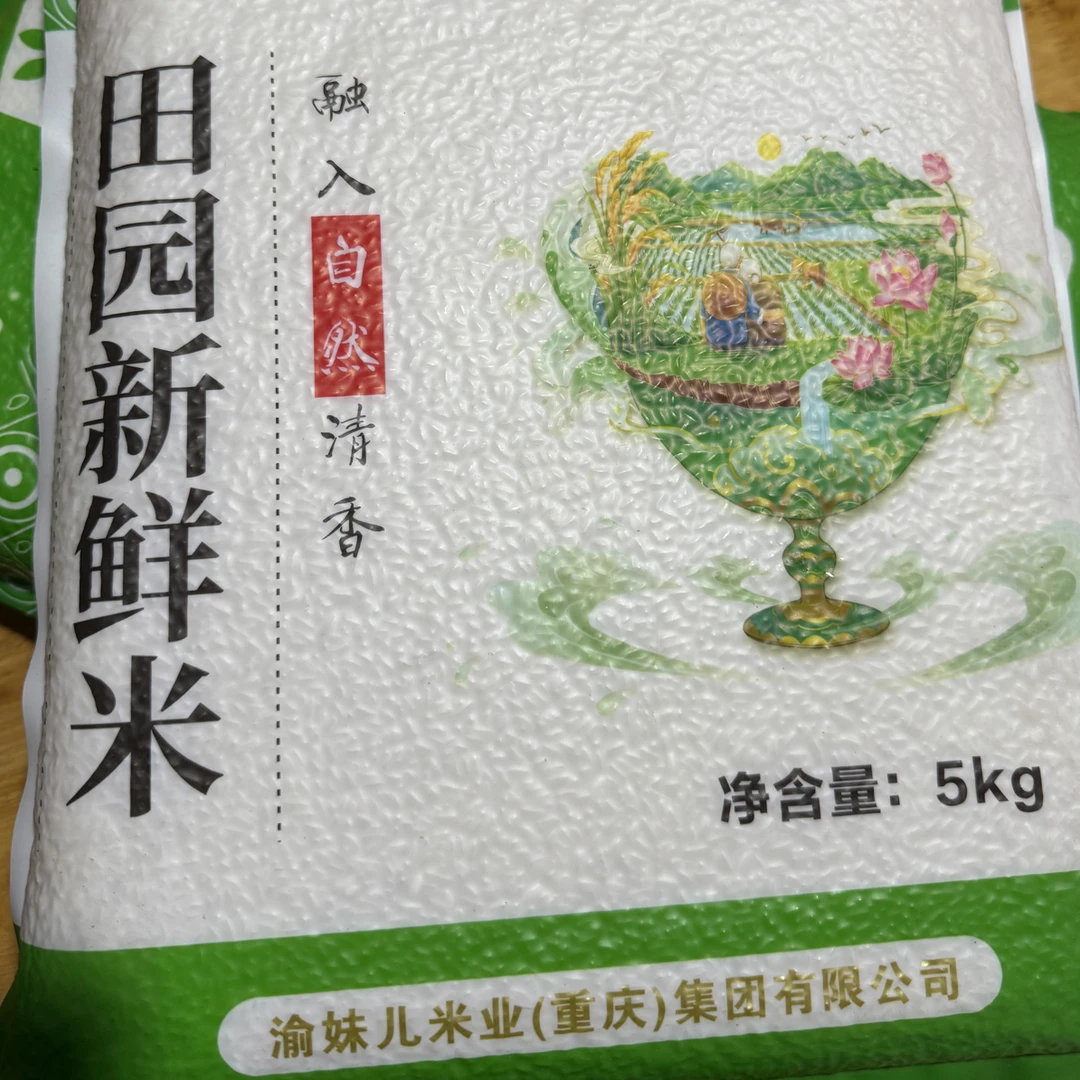 田园新鲜米
融入自然清香
净含量：5kg
渝妹儿米业(重庆)集团有限公司